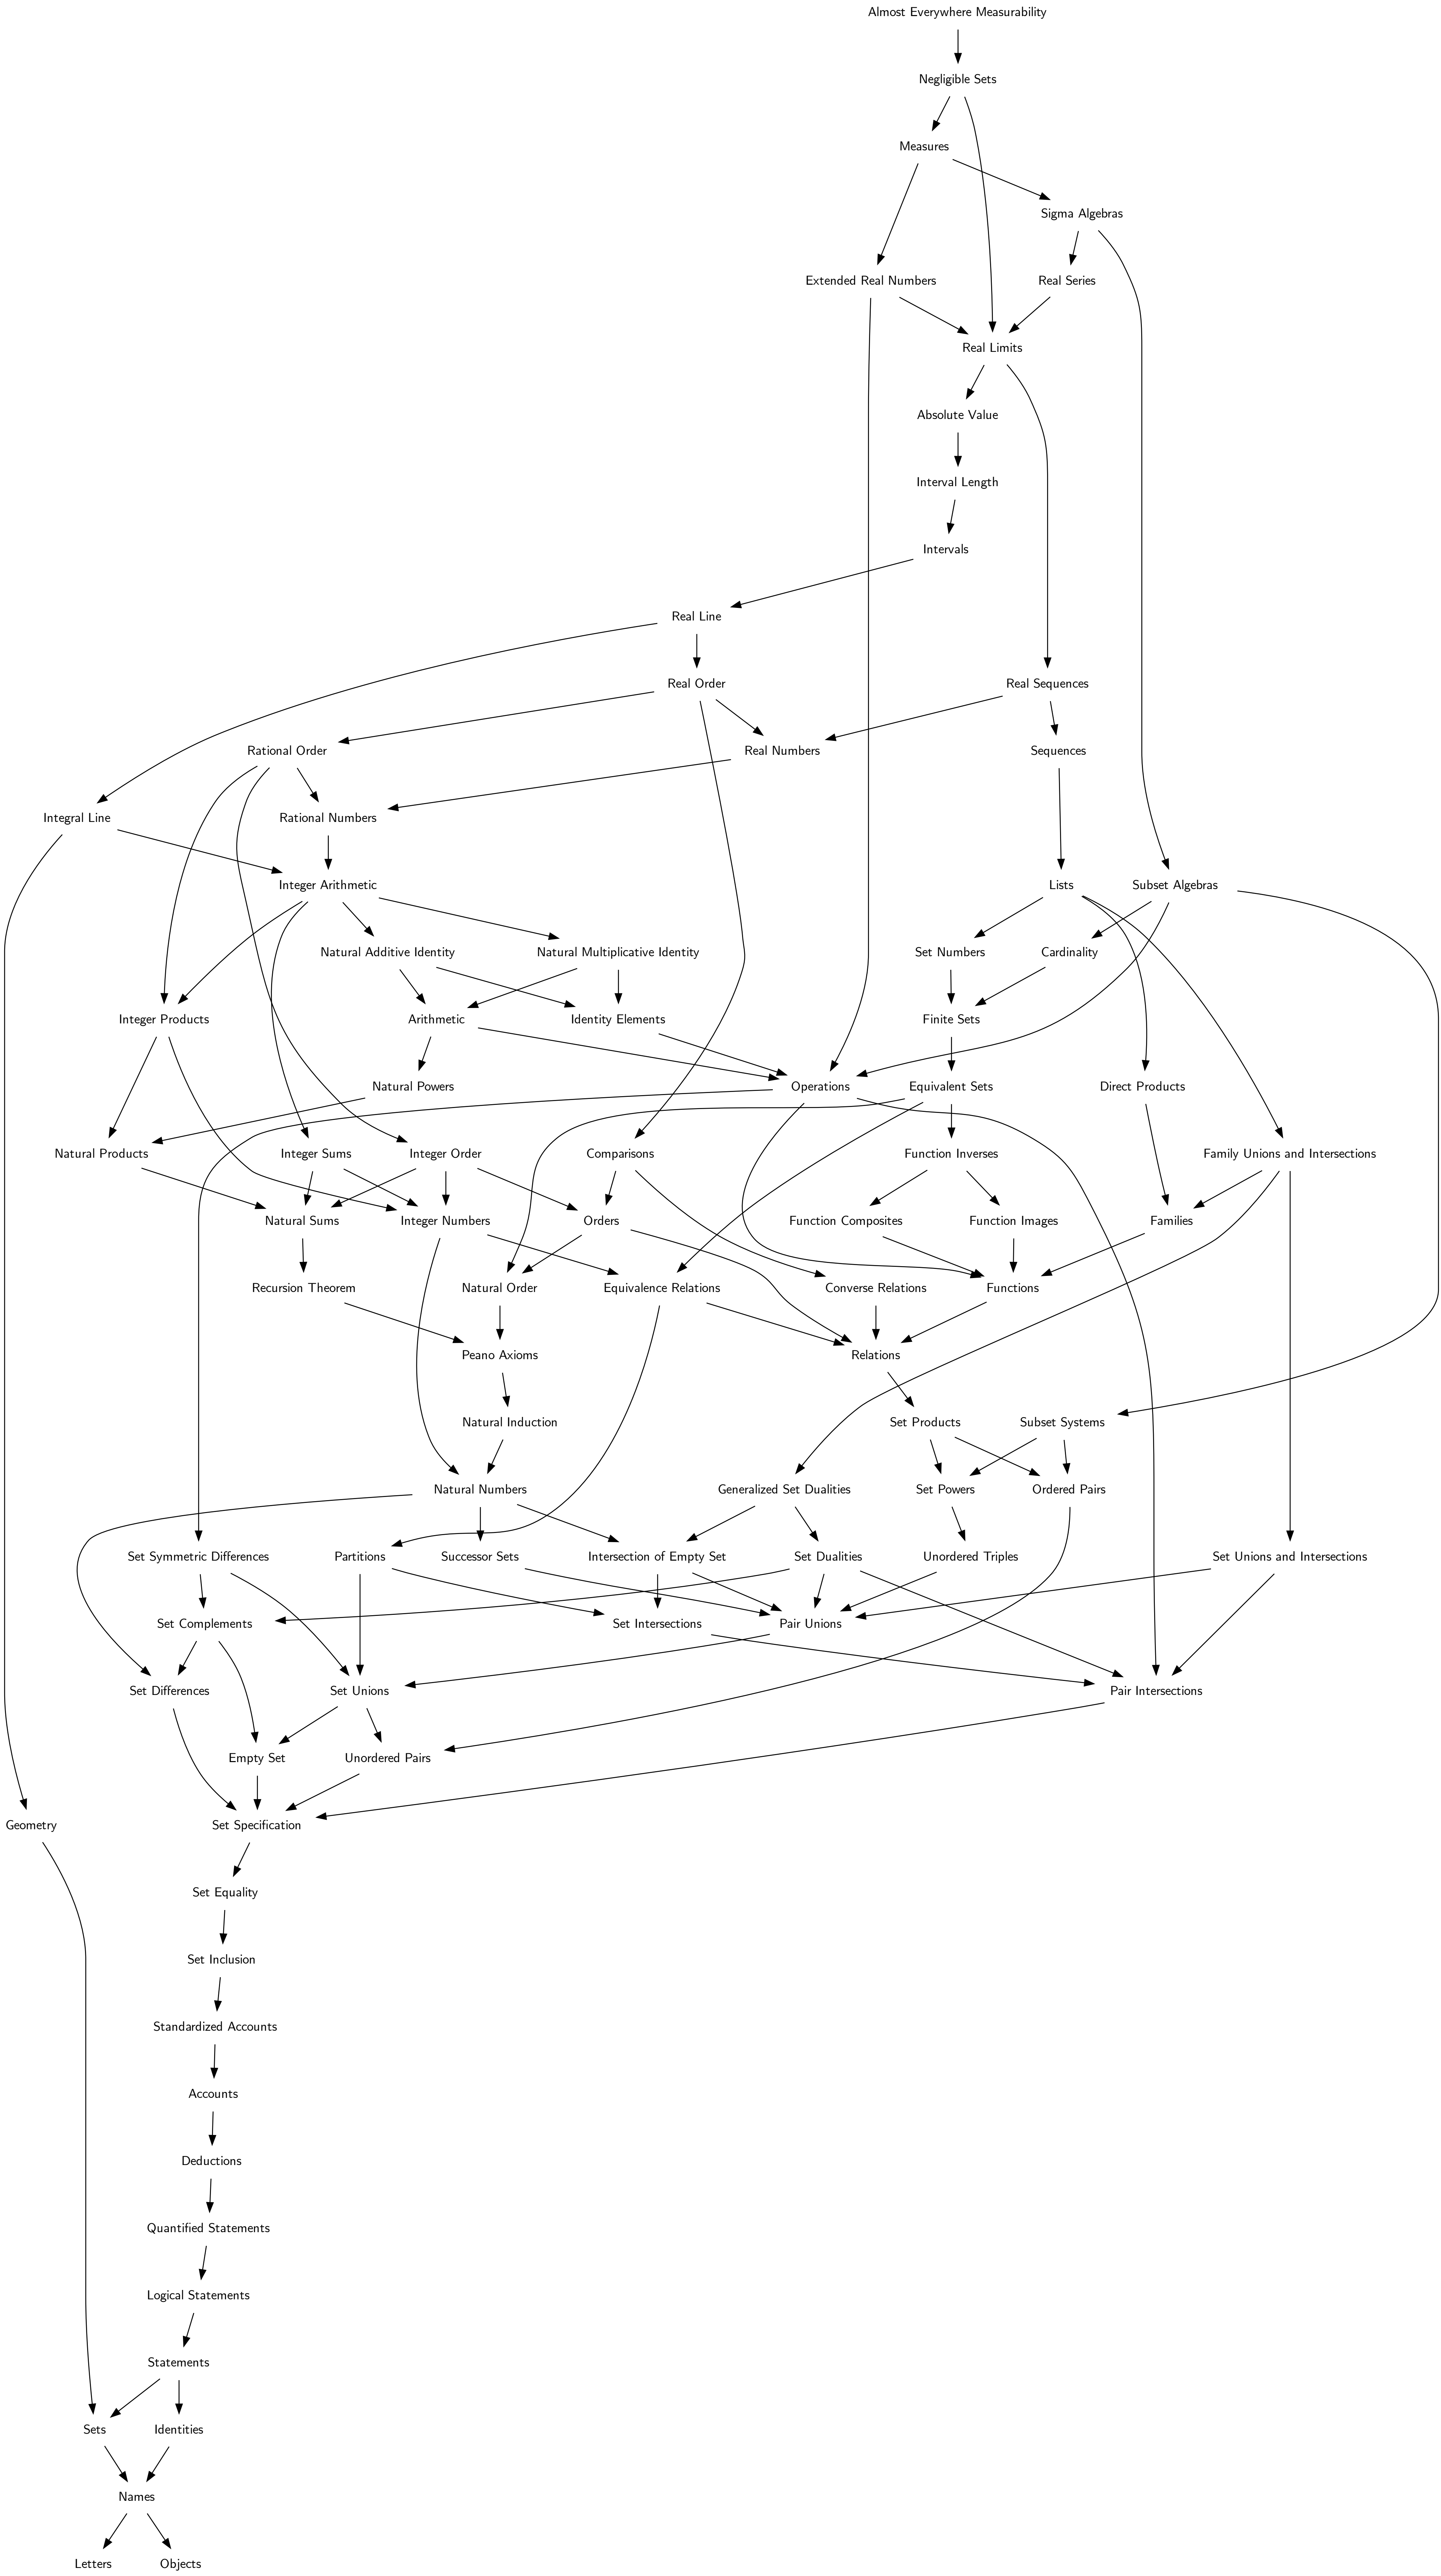 Almost Everywhere Measurability
Negligible Sets
Measures
Sigma Algebras
Extended Real Numbers
Real Series
Real Limits
Absolute Value
Interval Length
Intervals
Real Line
Real Order
Real Sequences
Rational Order
Real Numbers
Sequences
Integral Line
Rational Numbers
Integer Arithmetic
Lists
Subset Algebras
Natural Additive Identity
Natural Multiplicative Identity
Set Numbers
Cardinality
Integer Products
Arithmetic
Identity Elements
Finite Sets
Natural Powers
Operations
Equivalent Sets
Direct Products
Natural Products
Integer Sums
Integer Order
Comparisons
Function Inverses
Family Unions and Intersections
Natural Sums
Integer Numbers
Orders
Function Composites
Function Images
Families
Recursion Theorem
Natural Order
Equivalence Relations
Converse Relations
Functions
Peano Axioms
Relations
Natural Induction
Set Products
Subset Systems
Natural Numbers
Generalized Set Dualities
Set Powers
Ordered Pairs
Set Symmetric Differences
Partitions
Successor Sets
Intersection of Empty Set
Set Dualities
Unordered Triples
Set Unions and Intersections
Set Complements
Set Intersections
Pair Unions
Set Differences
Set Unions
Pair Intersections
Empty Set
Unordered Pairs
Geometry
Set Specification
Set Equality
Set Inclusion
Standardized Accounts
Accounts
Deductions
Quantified Statements
Logical Statements
Statements
Sets
Identities
Names
Letters
Objects